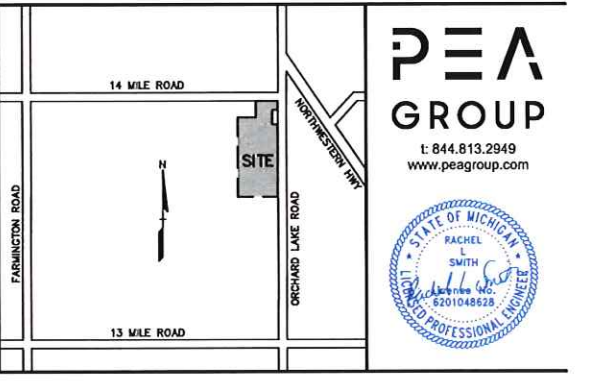 14 MILE ROAD
NORTHWESTERN HWY
SITE
N
FARMINGTON ROAD
ORCHARD LAKE ROAD
13 MILE ROAD
PEA
GROUP
t: 844.813.2949
www.peagroup.com
STATE OF MICHIGAN
RACHEL
L
SMITH
License No.
6201048628
LICENSED PROFESSIONAL ENGINEER